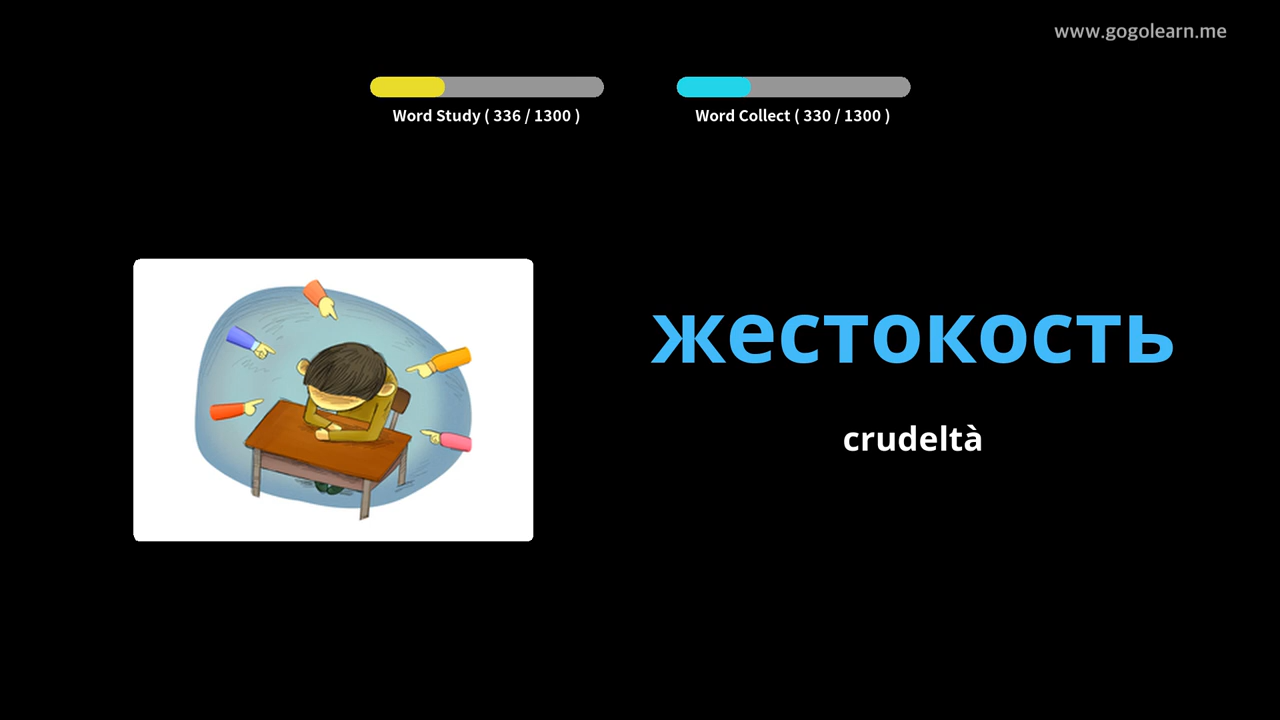 www.gogolearn.me
Word Study ( 336 / 1300 )
Word Collect ( 330 / 1300 )
жестокость
crudeltà